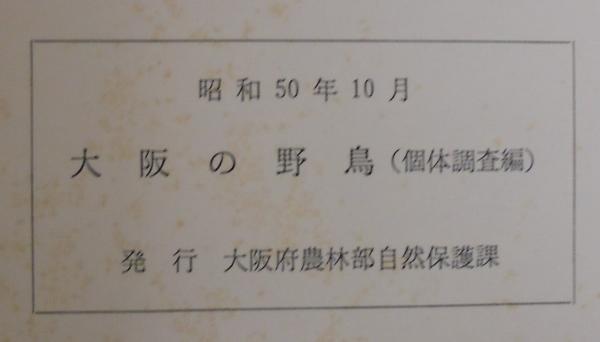 昭和50年10月
大阪の野鳥(個体調査編)
発行 大阪府農林部自然保護課